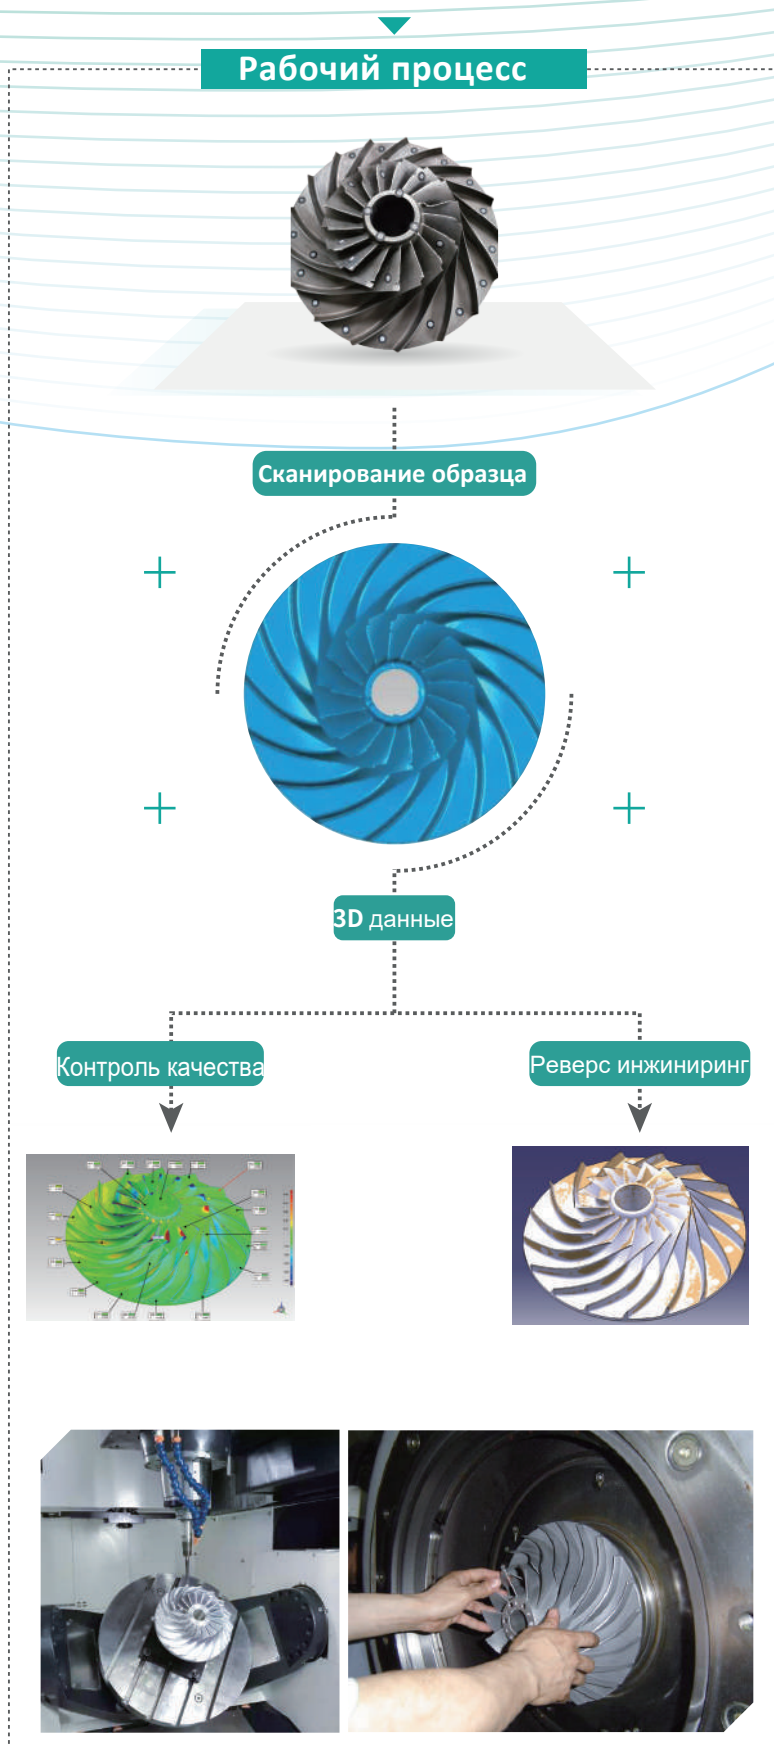 Рабочий процесс
Сканирование образца
3D данные
Контроль качества
Реверс инжиниринг